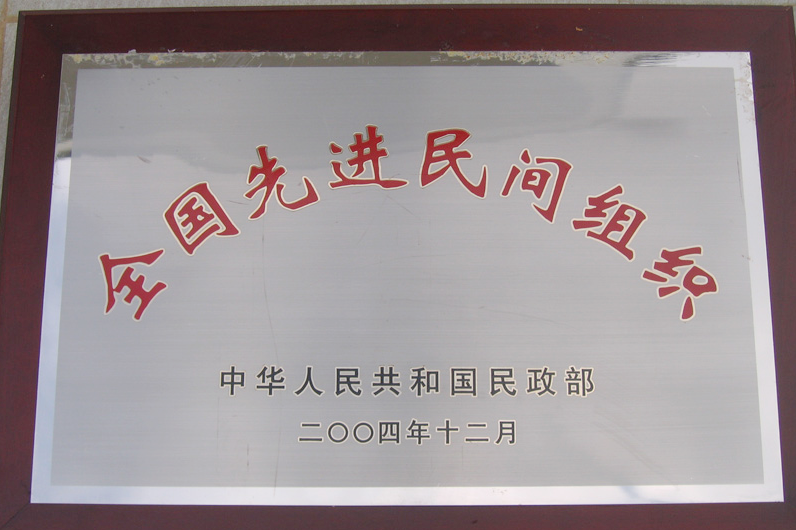 全国先进民间组织
中华人民共和国民政部
二〇〇四年十二月